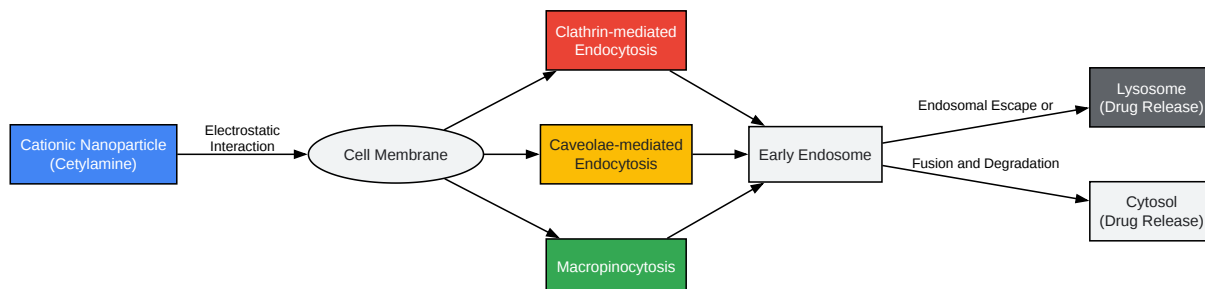 Cationic Nanoparticle
(Cetylamine)
Electrostatic
Interaction
Cell Membrane
Clathrin-mediated
Endocytosis
Caveolae-mediated
Endocytosis
Macropinocytosis
Early Endosome
Endosomal Escape or
Fusion and Degradation
Lysosome
(Drug Release)
Cytosol
(Drug Release)